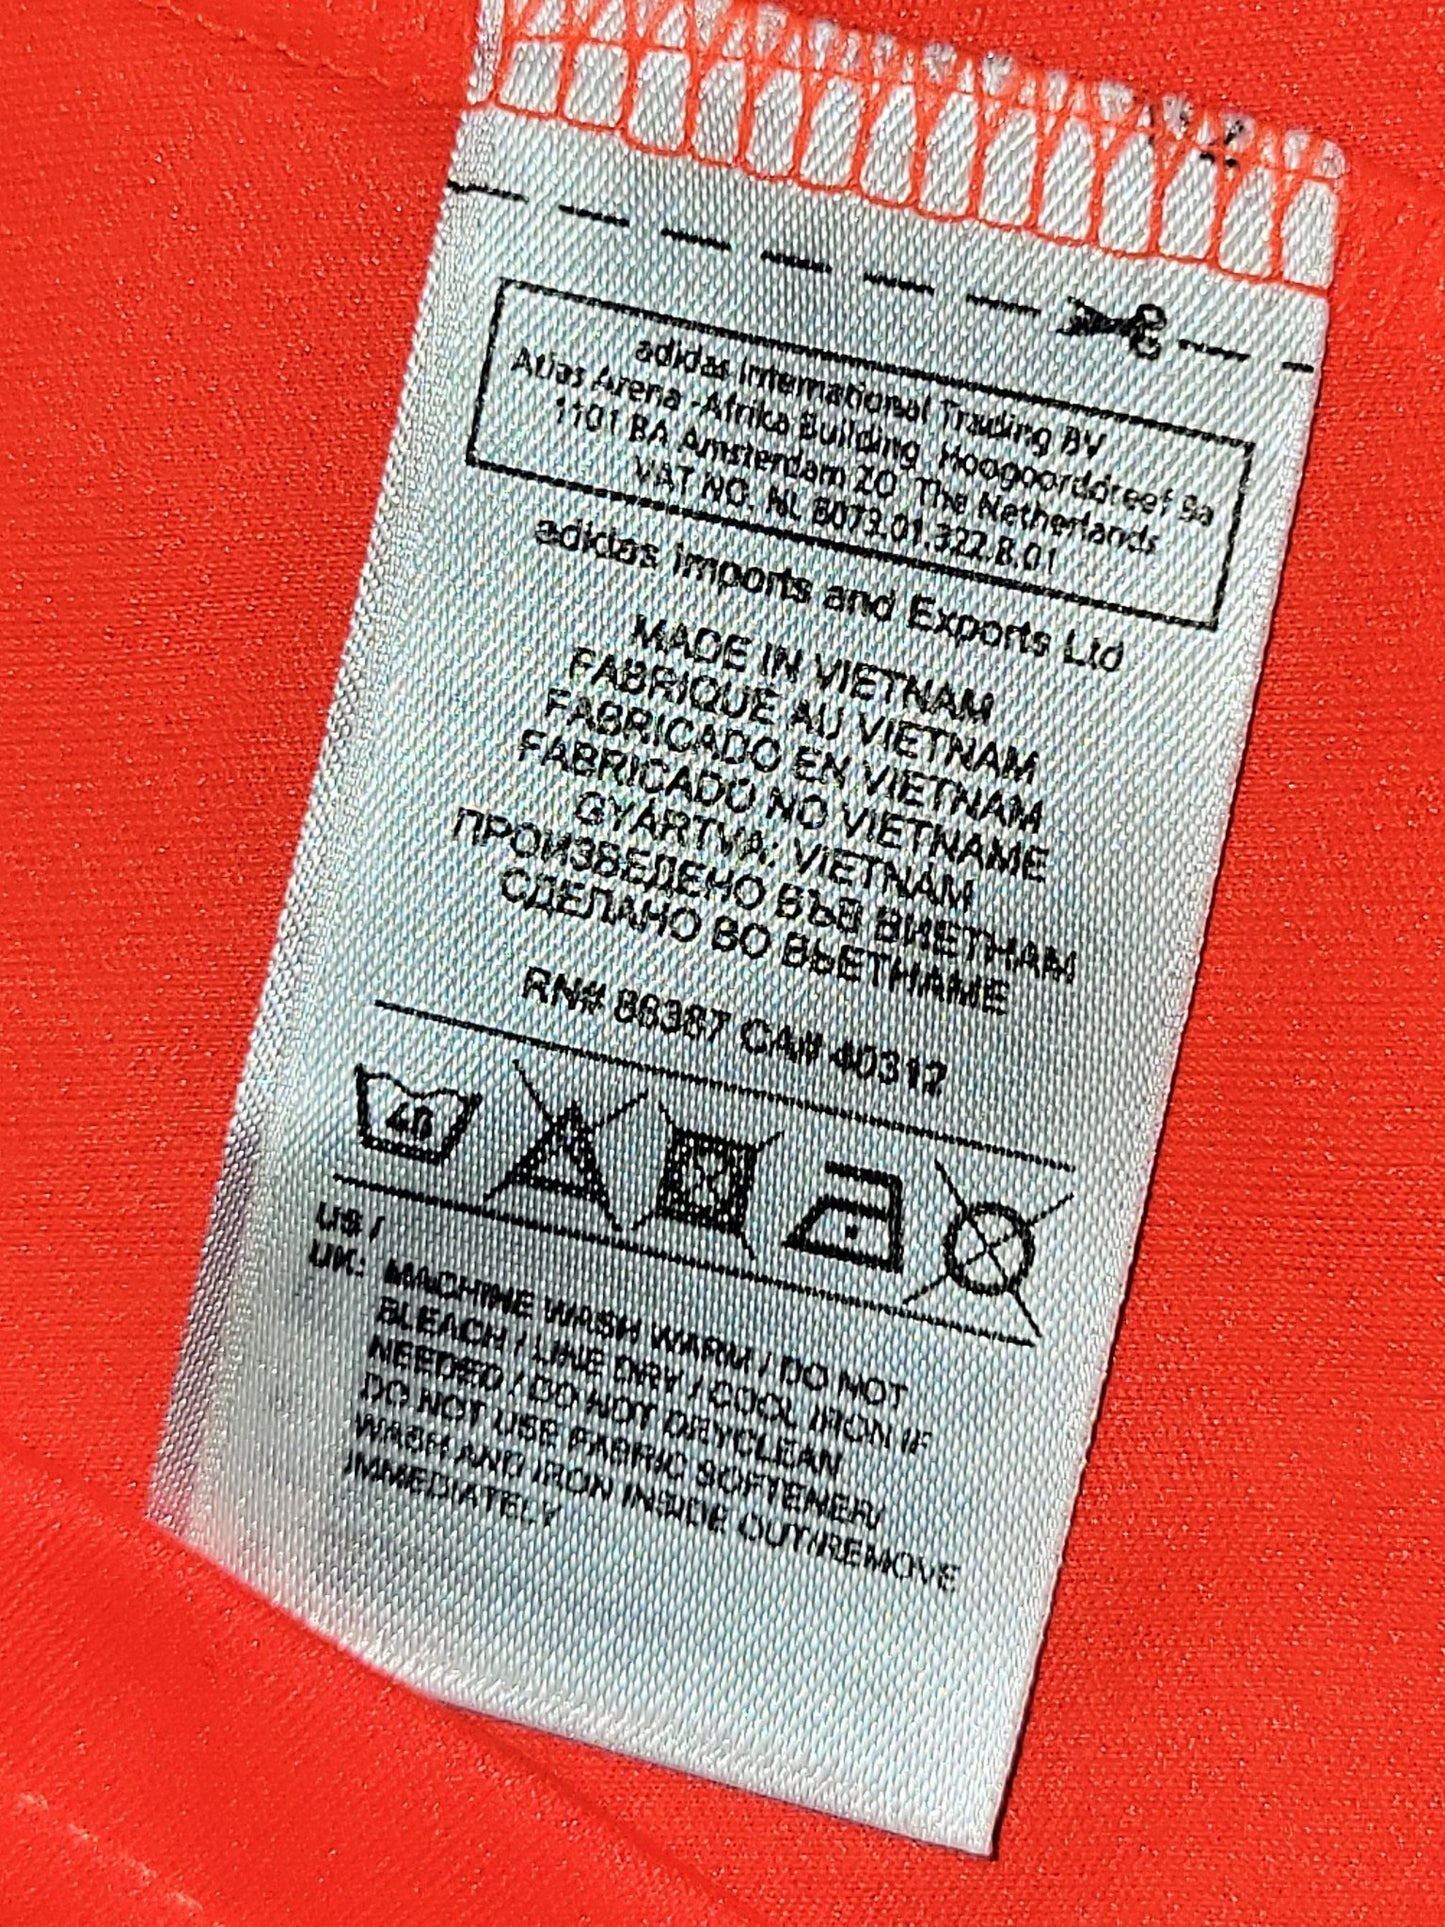 adidas International Trading BV
Atlas Arena -Afrika Building, Hoogoorddreef 9a
1101 BA Amsterdam ZO The Netherlands
VAT NO. NL 8073.01.322.B.01
adidas Imports and Exports Ltd
MADE IN VIETNAM
FABRIQUÉ AU VIETNAM
FABRICADO EN VIETNAM
FABRICADO NO VIETNAME
GYÁRTVA: VIETNAM
ПРОИЗВЕДЕНО ВЪВ ВИЕТНАМ
СДЕЛАНО ВО ВЬЕТНАМЕ
RN# 88387 CA# 40312
40
US /
UK: MACHINE WASH WARM / DO NOT
BLEACH / LINE DRY / COOL IRON IF
NEEDED / DO NOT DRYCLEAN
DO NOT USE FABRIC SOFTENER/
WASH AND IRON INSIDE OUT/REMOVE
IMMEDIATELY